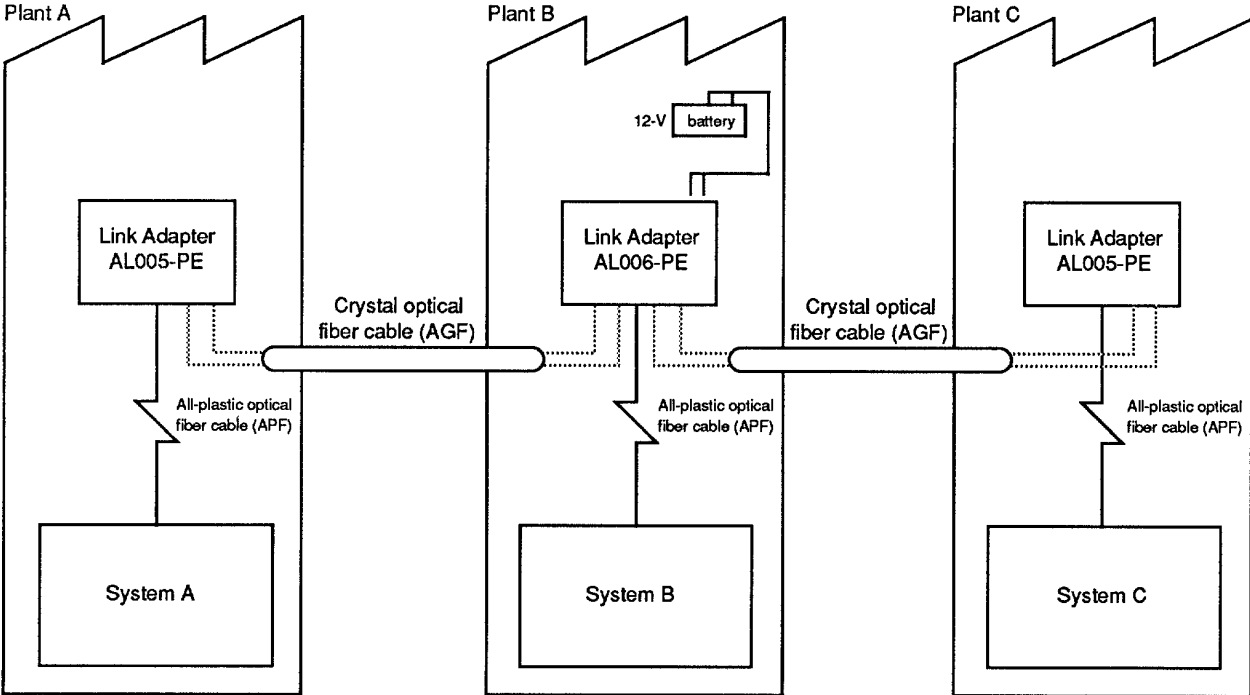 Plant A
Plant B
Plant C
12-V
battery
Link Adapter
AL005-PE
Link Adapter
AL006-PE
Link Adapter
AL005-PE
Crystal optical
fiber cable (AGF)
Crystal optical
fiber cable (AGF)
All-plastic optical
fiber cable (APF)
All-plastic optical
fiber cable (APF)
All-plastic optical
fiber cable (APF)
System A
System B
System C